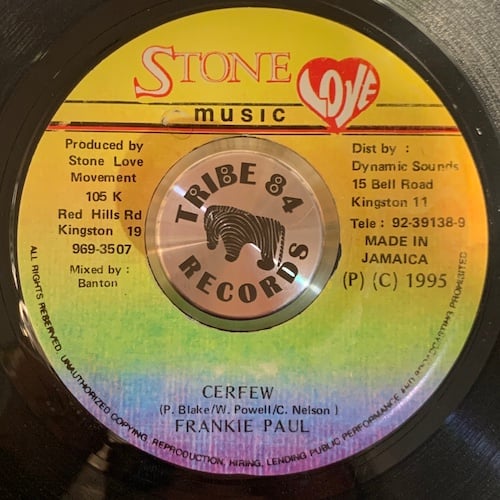 STONE LOVE
music
Produced by
Stone Love
Movement
105 K
Red Hills Rd
Kingston 19
969-3507
Mixed by :
Banton
TRIBE 84
RECORDS
Dist by :
Dynamic Sounds
15 Bell Road
Kingston 11
Tele : 92-39138-9
MADE IN
JAMAICA
(P) (C) 1995
CERFEW
(P. Blake/W. Powell/C. Nelson )
FRANKIE PAUL
ALL RIGHTS RESERVED, UNAUTHORIZED COPYING, REPRODUCTION, HIRING, LENDING PUBLIC PERFORMANCE AND BROADCASTING PROHIBITED